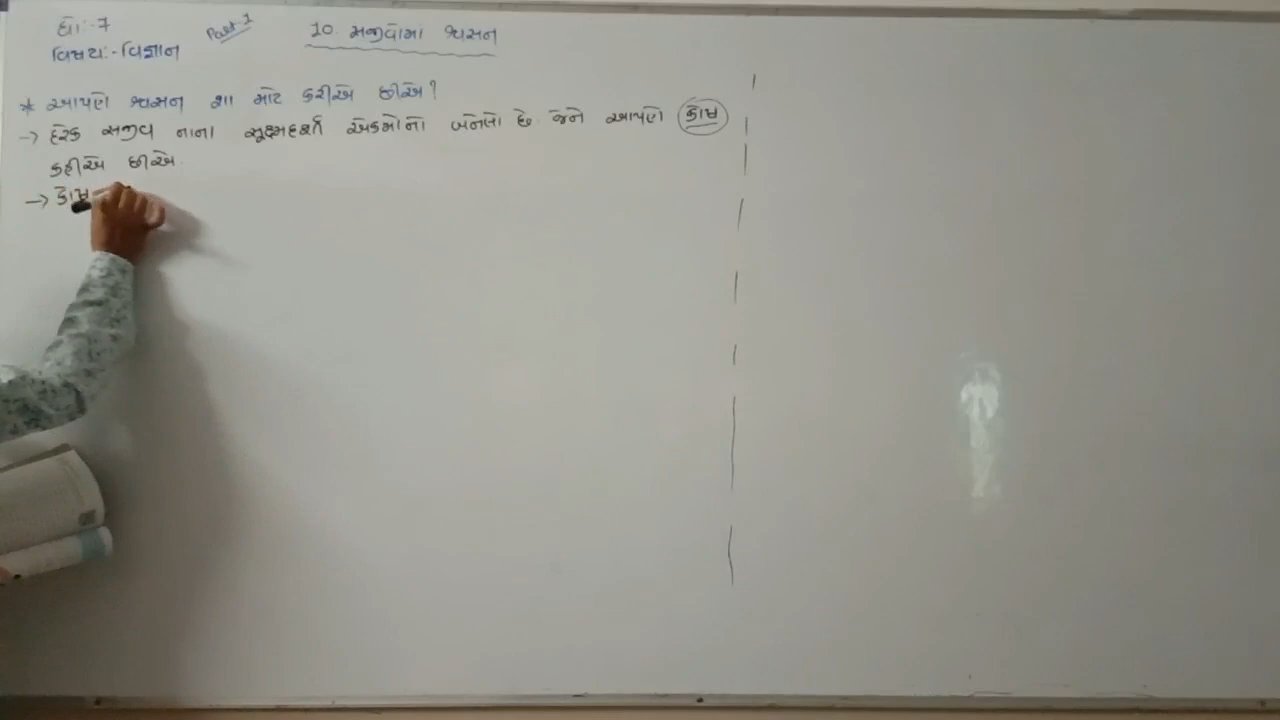 ધો:-7
Part-1
10. સજીવોમાં શ્વસન
વિષય:-વિજ્ઞાન
* આપણે શ્વસન શા માટે કરીએ છીએ?
→ દરેક સજીવ નાના સૂક્ષ્મદર્શી એકમોનો બનેલો છે. જેને આપણે કોષ
કહીએ છીએ.
→ કોષ